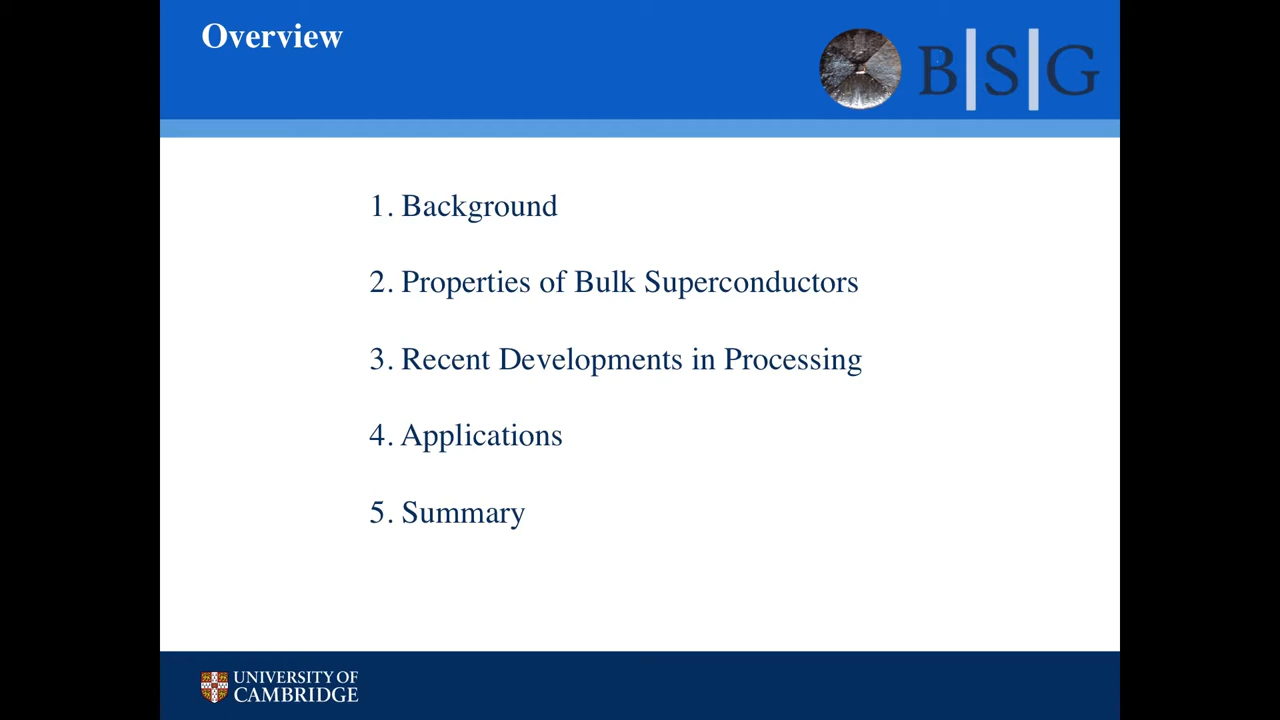 Overview
B|S|G
1. Background
2. Properties of Bulk Superconductors
3. Recent Developments in Processing
4. Applications
5. Summary
UNIVERSITY OF
CAMBRIDGE